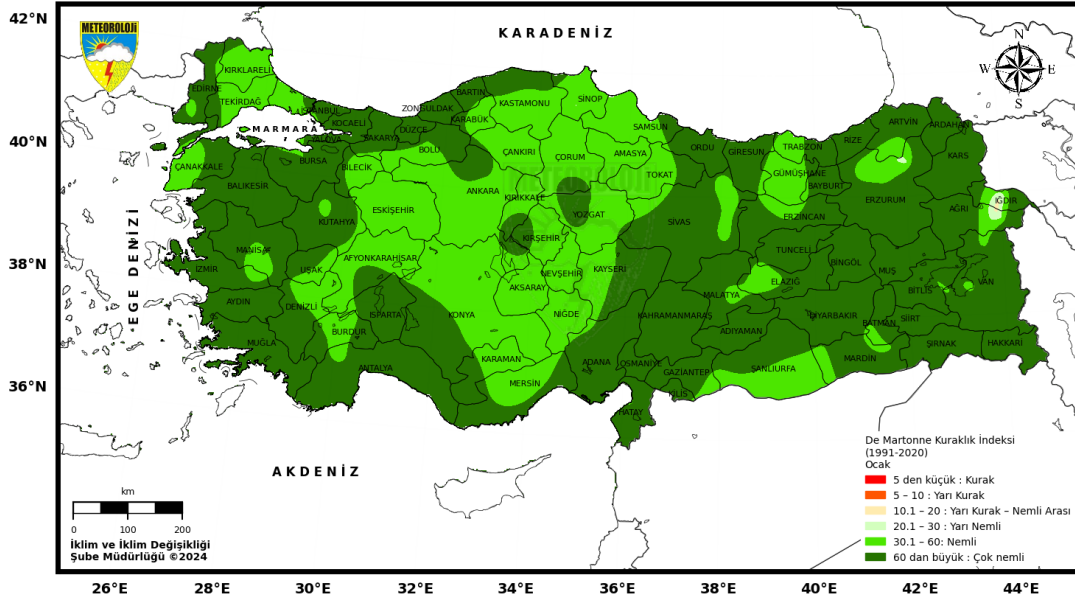 42°N
40°N
38°N
36°N
METEOROLOJİ
KARADENİZ
N
W
E
S
MARMARA
EGE DENİZİ
AKDENİZ
KIRKLARELİ
EDİRNE
TEKİRDAĞ
İSTANBUL
KOCAELİ
YALOVA
SAKARYA
DÜZCE
ZONGULDAK
BARTIN
KARABÜK
KASTAMONU
SİNOP
SAMSUN
ORDU
GİRESUN
TRABZON
RİZE
ARTVİN
ARDAHAN
ÇANAKKALE
BURSA
BİLECİK
BOLU
ÇANKIRI
ÇORUM
AMASYA
TOKAT
GÜMÜŞHANE
BAYBURT
KARS
BALIKESİR
KÜTAHYA
ESKİŞEHİR
ANKARA
KIRIKKALE
YOZGAT
SİVAS
ERZİNCAN
ERZURUM
AĞRI
IĞDIR
METEOROLOJİ
MANİSA
İZMİR
UŞAK
AFYONKARAHİSAR
KIRŞEHİR
NEVŞEHİR
KAYSERİ
AKSARAY
TUNCELİ
BİNGÖL
MUŞ
ELAZIĞ
MALATYA
BİTLİS
VAN
AYDIN
DENİZLİ
ISPARTA
BURDUR
KONYA
NİĞDE
KAHRAMANMARAŞ
ADIYAMAN
DİYARBAKIR
BATMAN
SİİRT
MUĞLA
ANTALYA
KARAMAN
MERSİN
ADANA
OSMANİYE
GAZİANTEP
KİLİS
ŞANLIURFA
MARDİN
ŞIRNAK
HAKKARİ
HATAY
De Martonne Kuraklık İndeksi
(1991-2020)
Ocak
5 den küçük : Kurak
5 – 10 : Yarı Kurak
10.1 – 20 : Yarı Kurak – Nemli Arası
20.1 – 30 : Yarı Nemli
30.1 – 60: Nemli
60 dan büyük : Çok nemli
km
0 100 200
İklim ve İklim Değişikliği
Şube Müdürlüğü ©2024
26°E 28°E 30°E 32°E 34°E 36°E 38°E 40°E 42°E 44°E